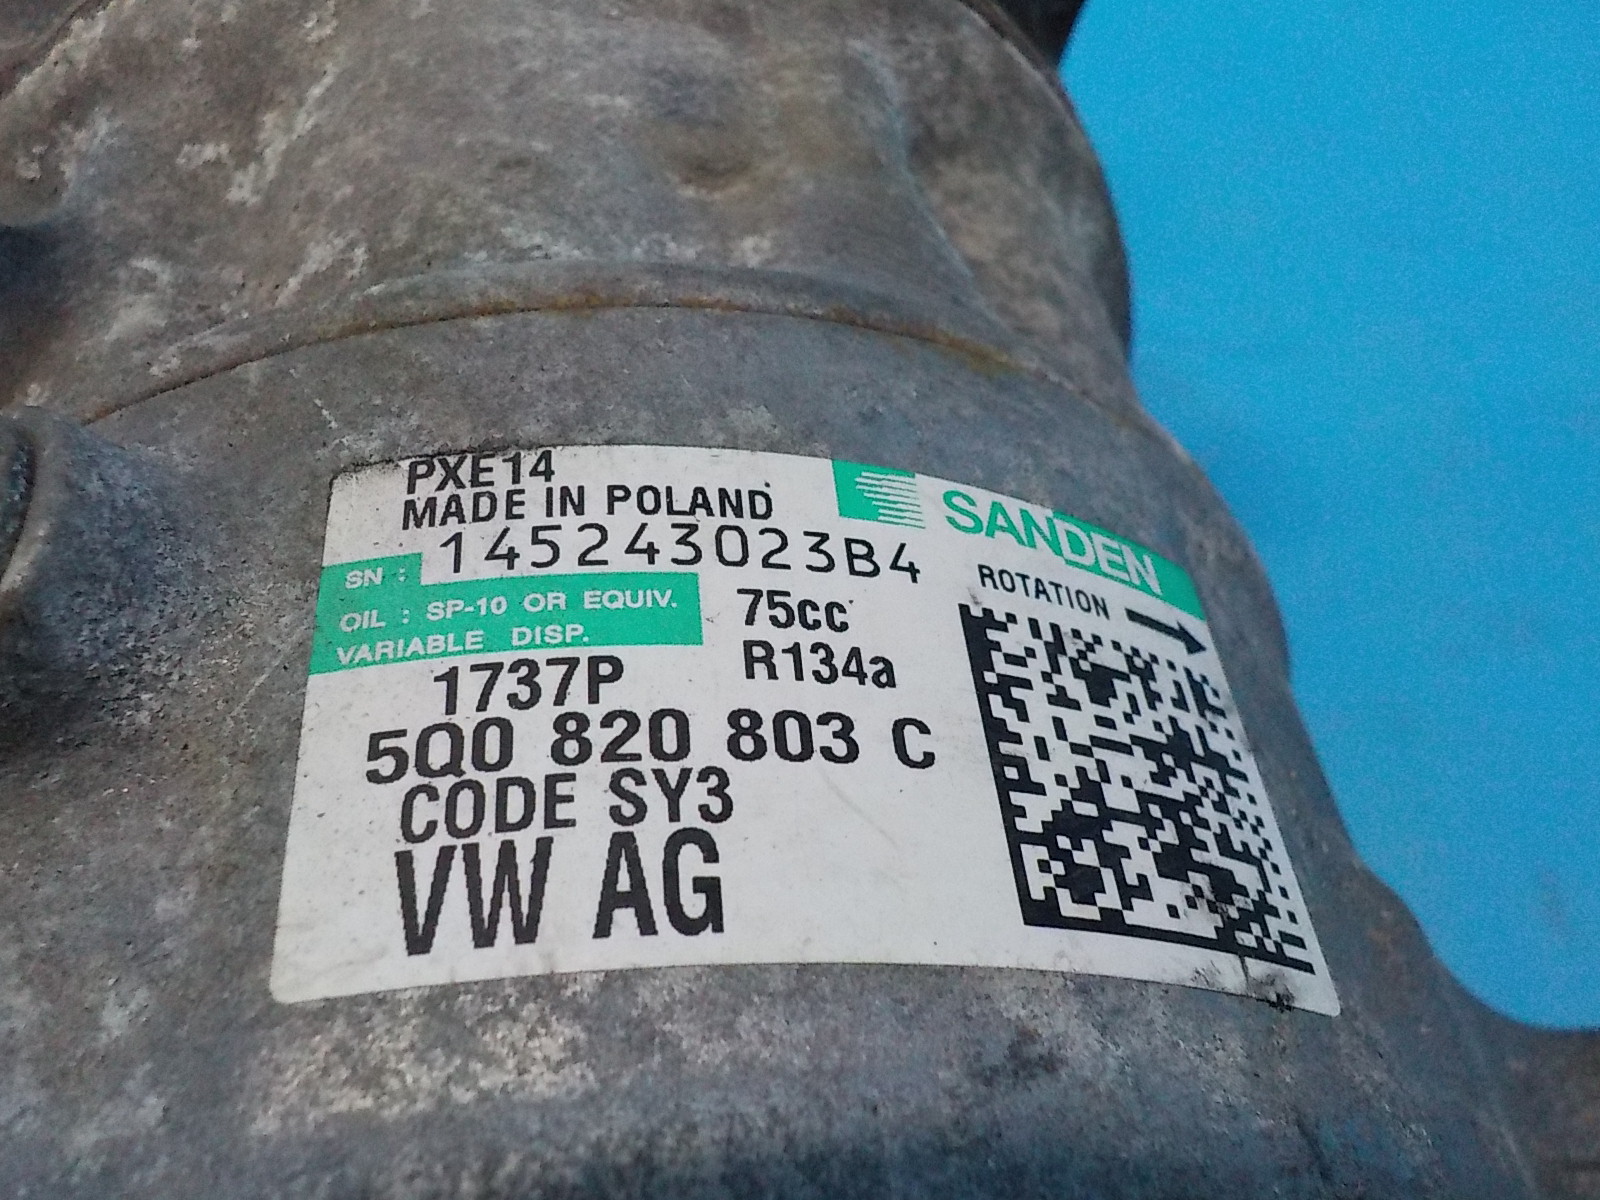 PXE14
MADE IN POLAND
SANDEN
SN : 145243023B4
ROTATION
OIL : SP-10 OR EQUIV.
VARIABLE DISP.
75cc
R134a
1737P
5Q0 820 803 C
CODE SY3
VW AG